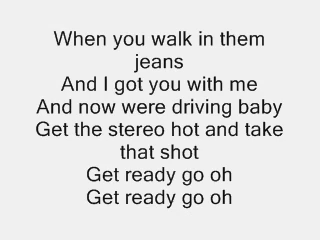 When you walk in them
jeans
And I got you with me
And now were driving baby
Get the stereo hot and take
that shot
Get ready go oh
Get ready go oh